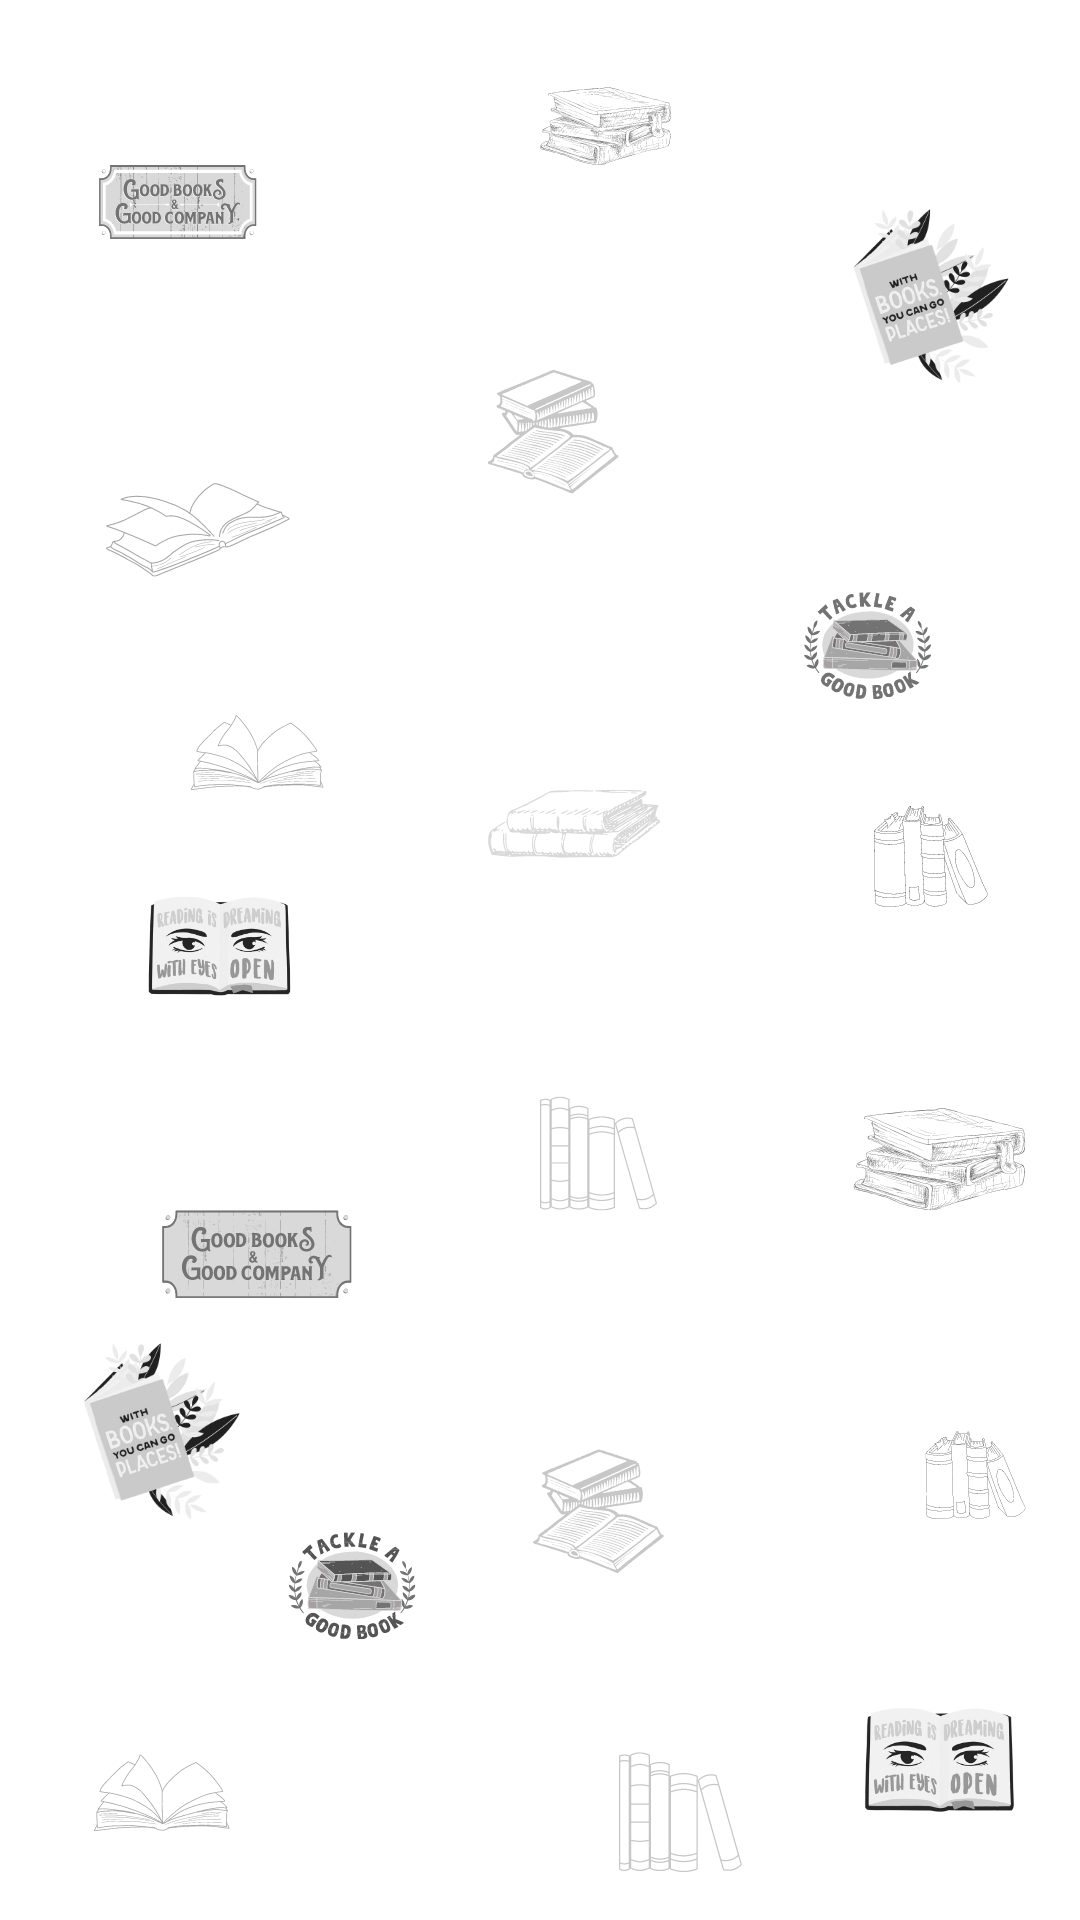 GOOD BOOKS
&
GOOD COMPANY
WITH
BOOKS,
YOU CAN GO
PLACES!
TACKLE A
GOOD BOOK
READING IS DREAMING
WITH EYES OPEN
GOOD BOOKS
&
GOOD COMPANY
WITH
BOOKS,
YOU CAN GO
PLACES!
TACKLE A
GOOD BOOK
READING IS DREAMING
WITH EYES OPEN